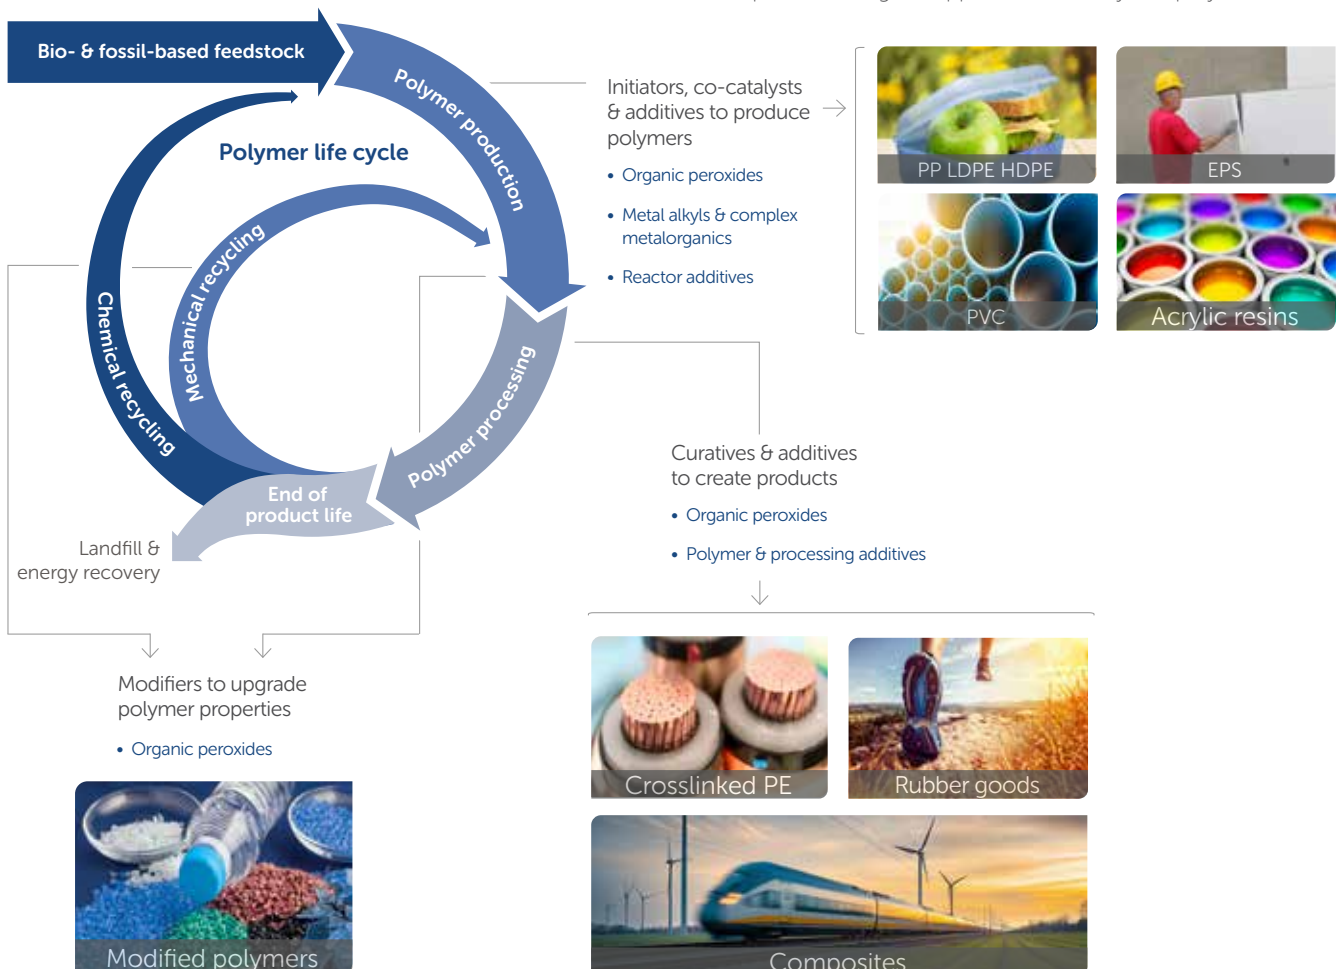 Bio- & fossil-based feedstock
Polymer production
Polymer life cycle
Mechanical recycling
Chemical recycling
Polymer processing
End of
product life
Landfill &
energy recovery
Initiators, co-catalysts
& additives to produce
polymers
• Organic peroxides
• Metal alkyls & complex
metalorganics
• Reactor additives
PP LDPE HDPE
EPS
PVC
Acrylic resins
Curatives & additives
to create products
• Organic peroxides
• Polymer & processing additives
Crosslinked PE
Rubber goods
Composites
Modifiers to upgrade
polymer properties
• Organic peroxides
Modified polymers